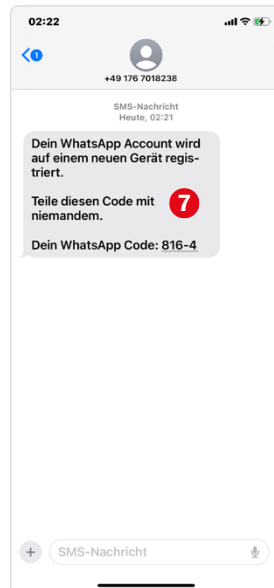 02:22
1
+49 176 7018238
SMS-Nachricht
Heute, 02:21
Dein WhatsApp Account wird
auf einem neuen Gerät regis-
triert.
Teile diesen Code mit
niemandem.
7
Dein WhatsApp Code: 816-4
SMS-Nachricht